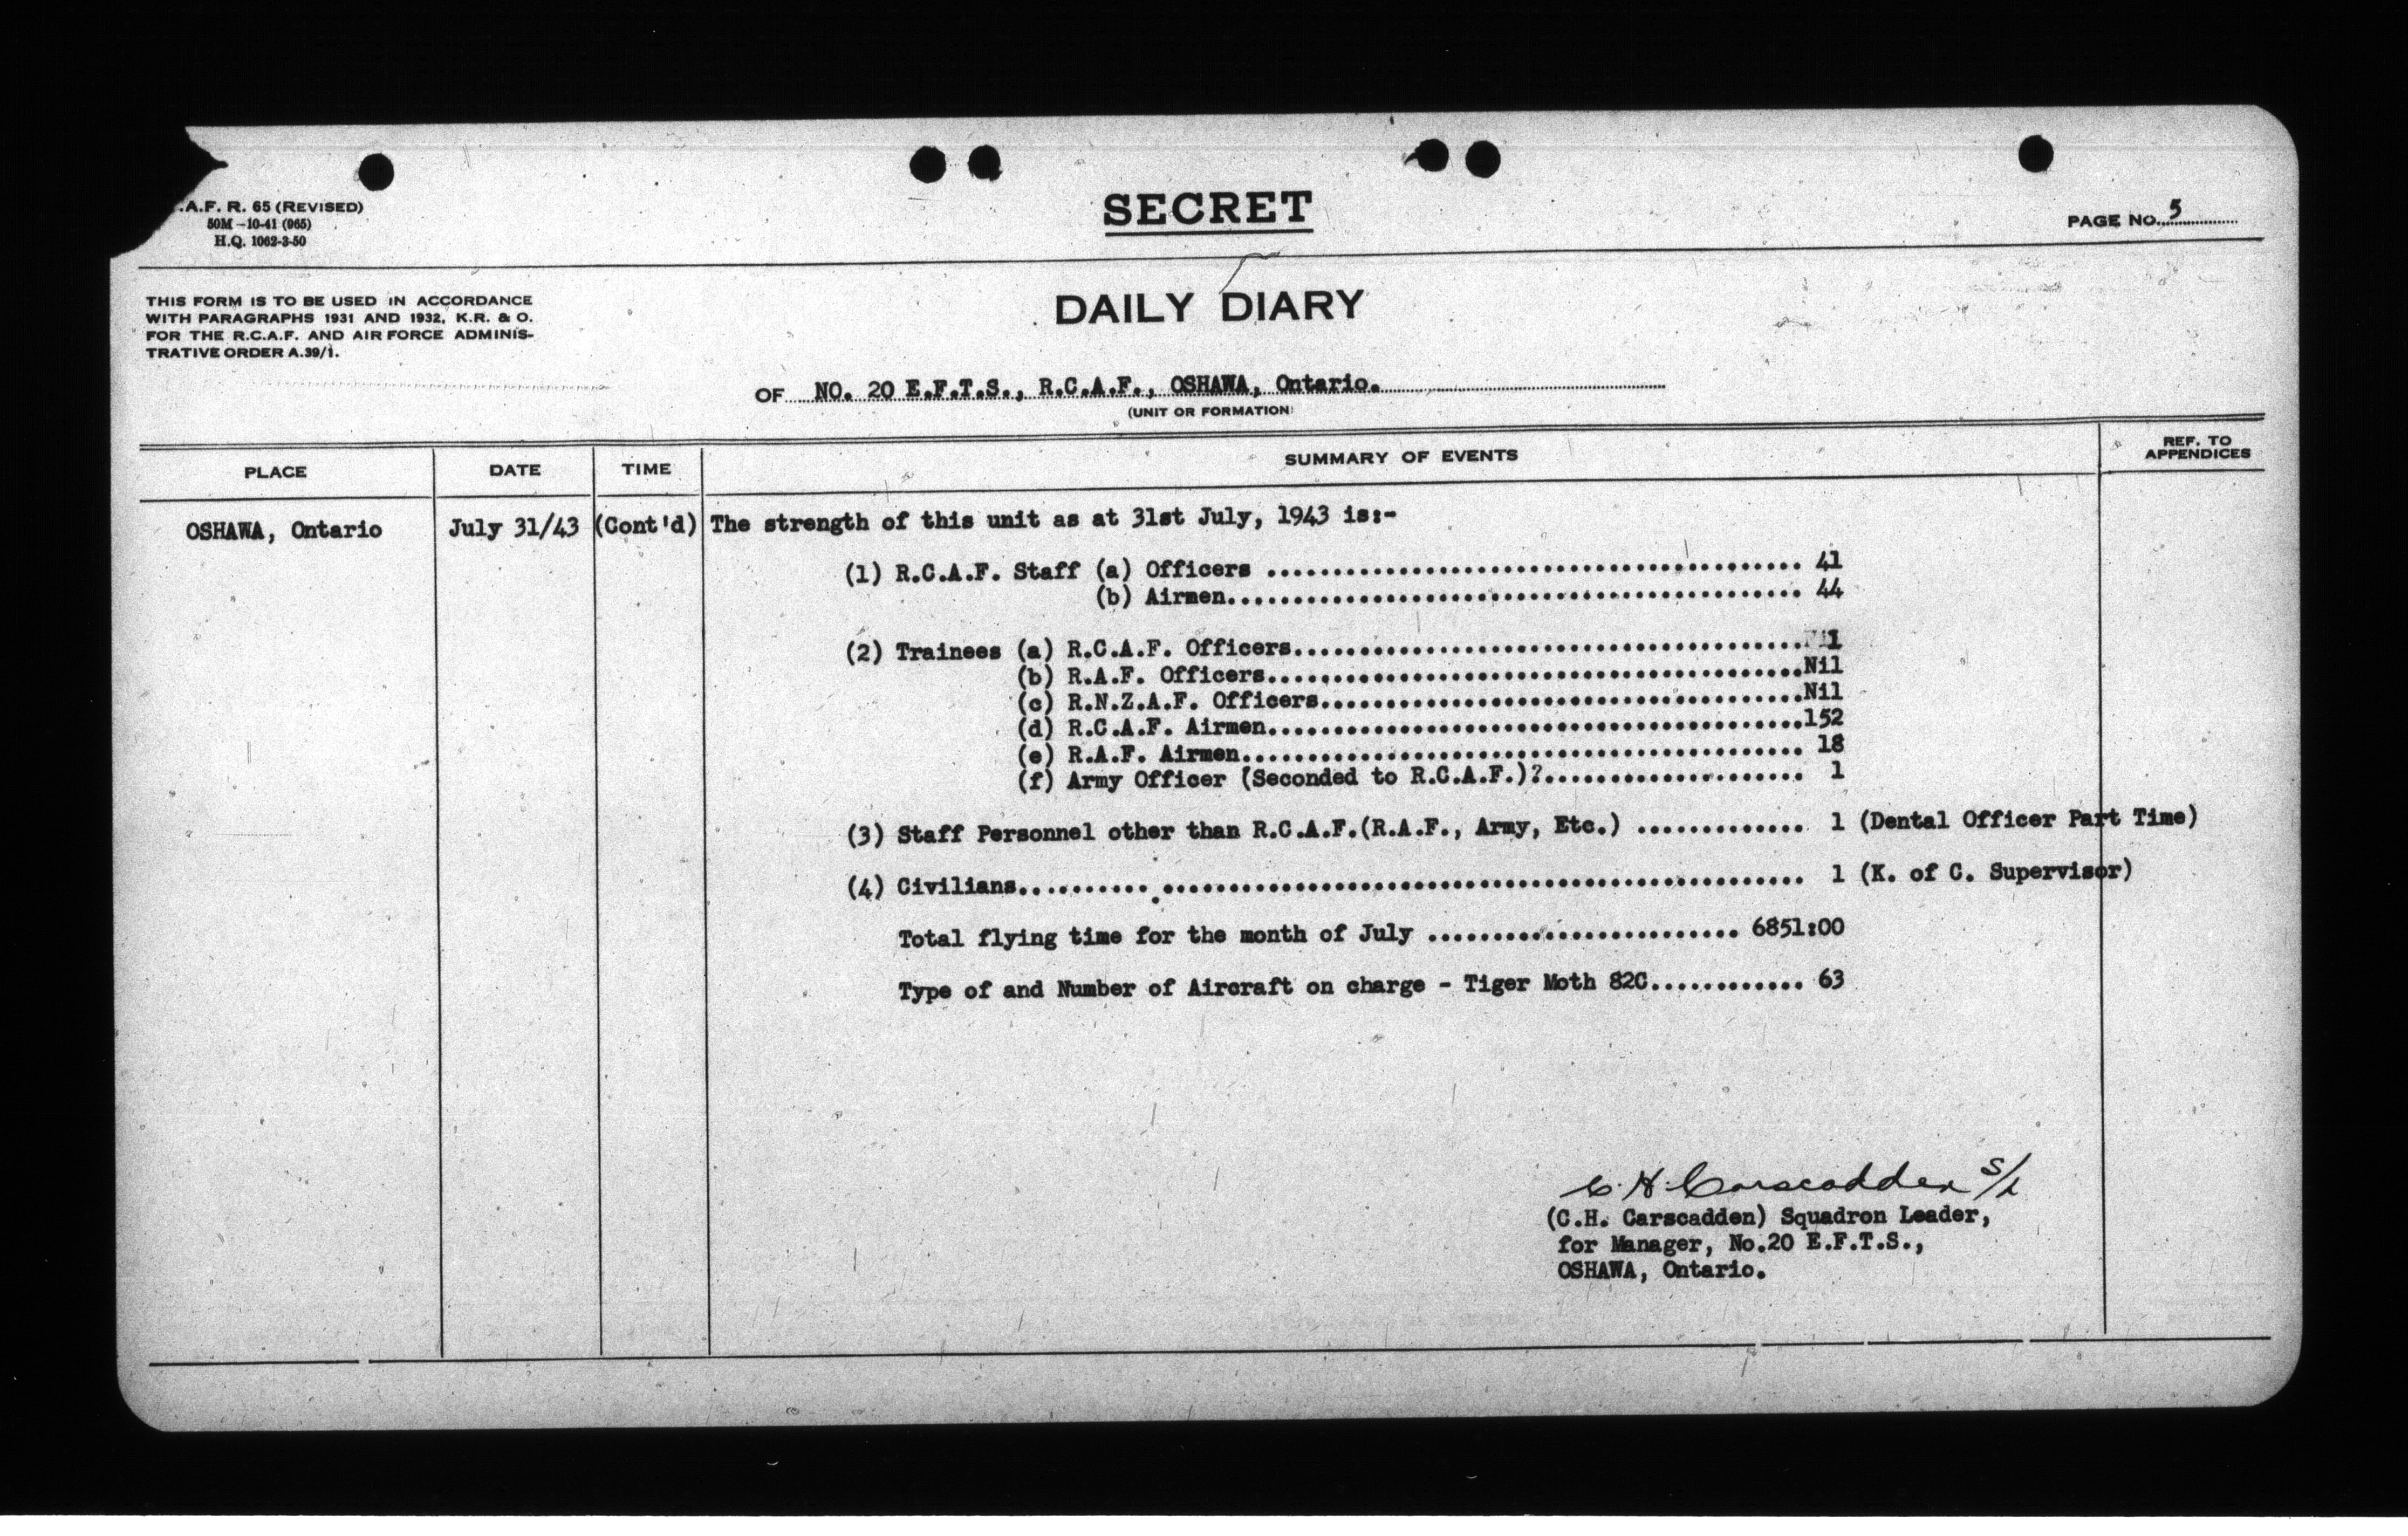 .A.F. R. 65 (REVISED)
50M-10-41 (965)
H.Q. 1062-3-50
SECRET
PAGE NO. 5
THIS FORM IS TO BE USED IN ACCORDANCE
WITH PARAGRAPHS 1931 AND 1932, K.R. & O.
FOR THE R.C.A.F. AND AIR FORCE ADMINIS-
TRATIVE ORDER A.39/1.
DAILY DIARY
OF NO. 20 E.F.T.S., R.C.A.F., OSHAWA, Ontario.
(UNIT OR FORMATION)
PLACE DATE TIME SUMMARY OF EVENTS REF. TO
APPENDICES
OSHAWA, Ontario July 31/43 (Cont'd) The strength of this unit as at 31st July, 1943 is:-
(1) R.C.A.F. Staff (a) Officers ........................................ 41
(b) Airmen........................................... 44
(2) Trainees (a) R.C.A.F. Officers...................................... 1
(b) R.A.F. Officers........................................Nil
(c) R.N.Z.A.F. Officers....................................Nil
(d) R.C.A.F. Airmen........................................152
(e) R.A.F. Airmen.......................................... 18
(f) Army Officer (Seconded to R.C.A.F.)?................... 1
(3) Staff Personnel other than R.C.A.F.(R.A.F., Army, Etc.) ............. 1 (Dental Officer Part Time)
(4) Civilians........................................................... 1 (K. of C. Supervisor)
Total flying time for the month of July ........................ 6851:00
Type of and Number of Aircraft on charge - Tiger Moth 82C............ 63
C.H. Carscadden S/L
(C.H. Carscadden) Squadron Leader,
for Manager, No.20 E.F.T.S.,
OSHAWA, Ontario.